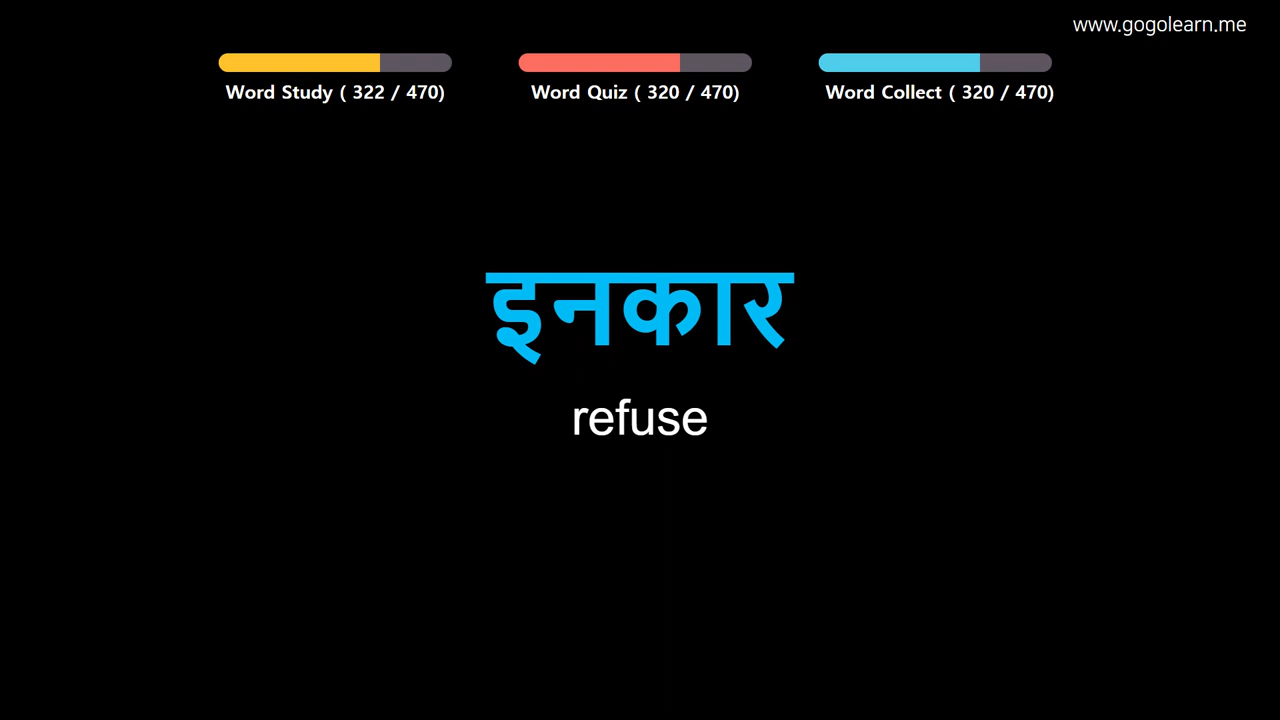 www.gogolearn.me
Word Study ( 322 / 470)
Word Quiz ( 320 / 470)
Word Collect ( 320 / 470)
इनकार
refuse